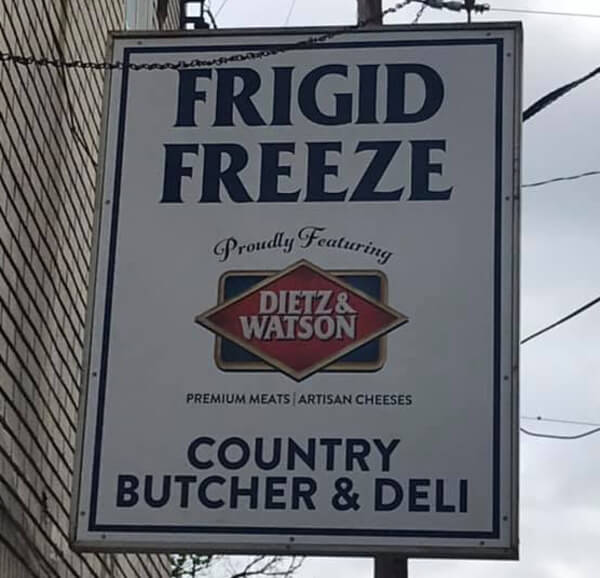 FRIGID
FREEZE
Proudly Featuring
DIETZ &
WATSON
PREMIUM MEATS | ARTISAN CHEESES
COUNTRY
BUTCHER & DELI